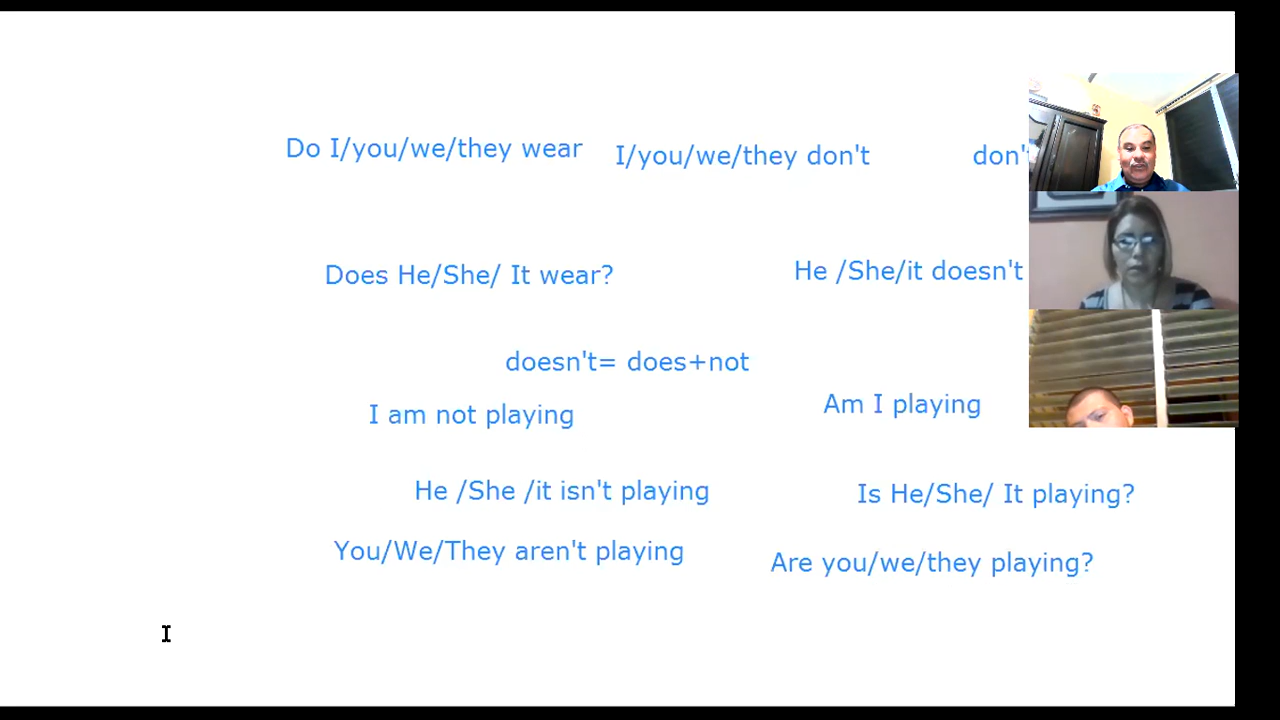 Do I/you/we/they wear
I/you/we/they don't
don'
Does He/She/ It wear?
He /She/it doesn't
doesn't= does+not
I am not playing
Am I playing
He /She /it isn't playing
Is He/She/ It playing?
You/We/They aren't playing
Are you/we/they playing?